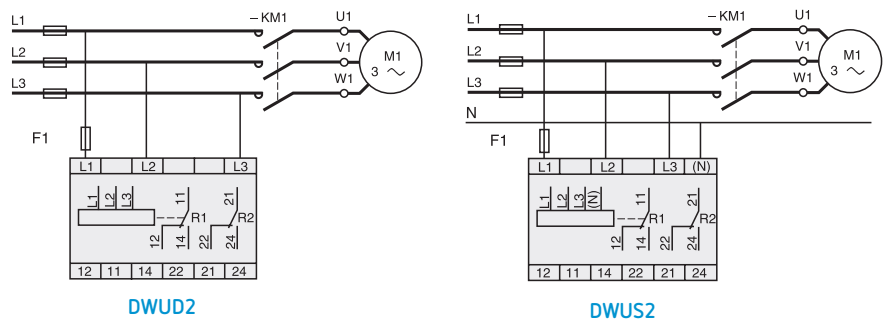 L1
– KM1
U1
L2
V1
M1
3
L3
W1
F1
L1 L2 L3
L1 L2 L3
11 21
R1 R2
12 14 22 24
12 11 14 22 21 24
DWUD2
L1
– KM1
U1
L2
V1
M1
3
L3
W1
N
F1
L1 L2 L3 (N)
L1 L2 L3 (N)
11 21
R1 R2
12 14 22 24
12 11 14 22 21 24
DWUS2